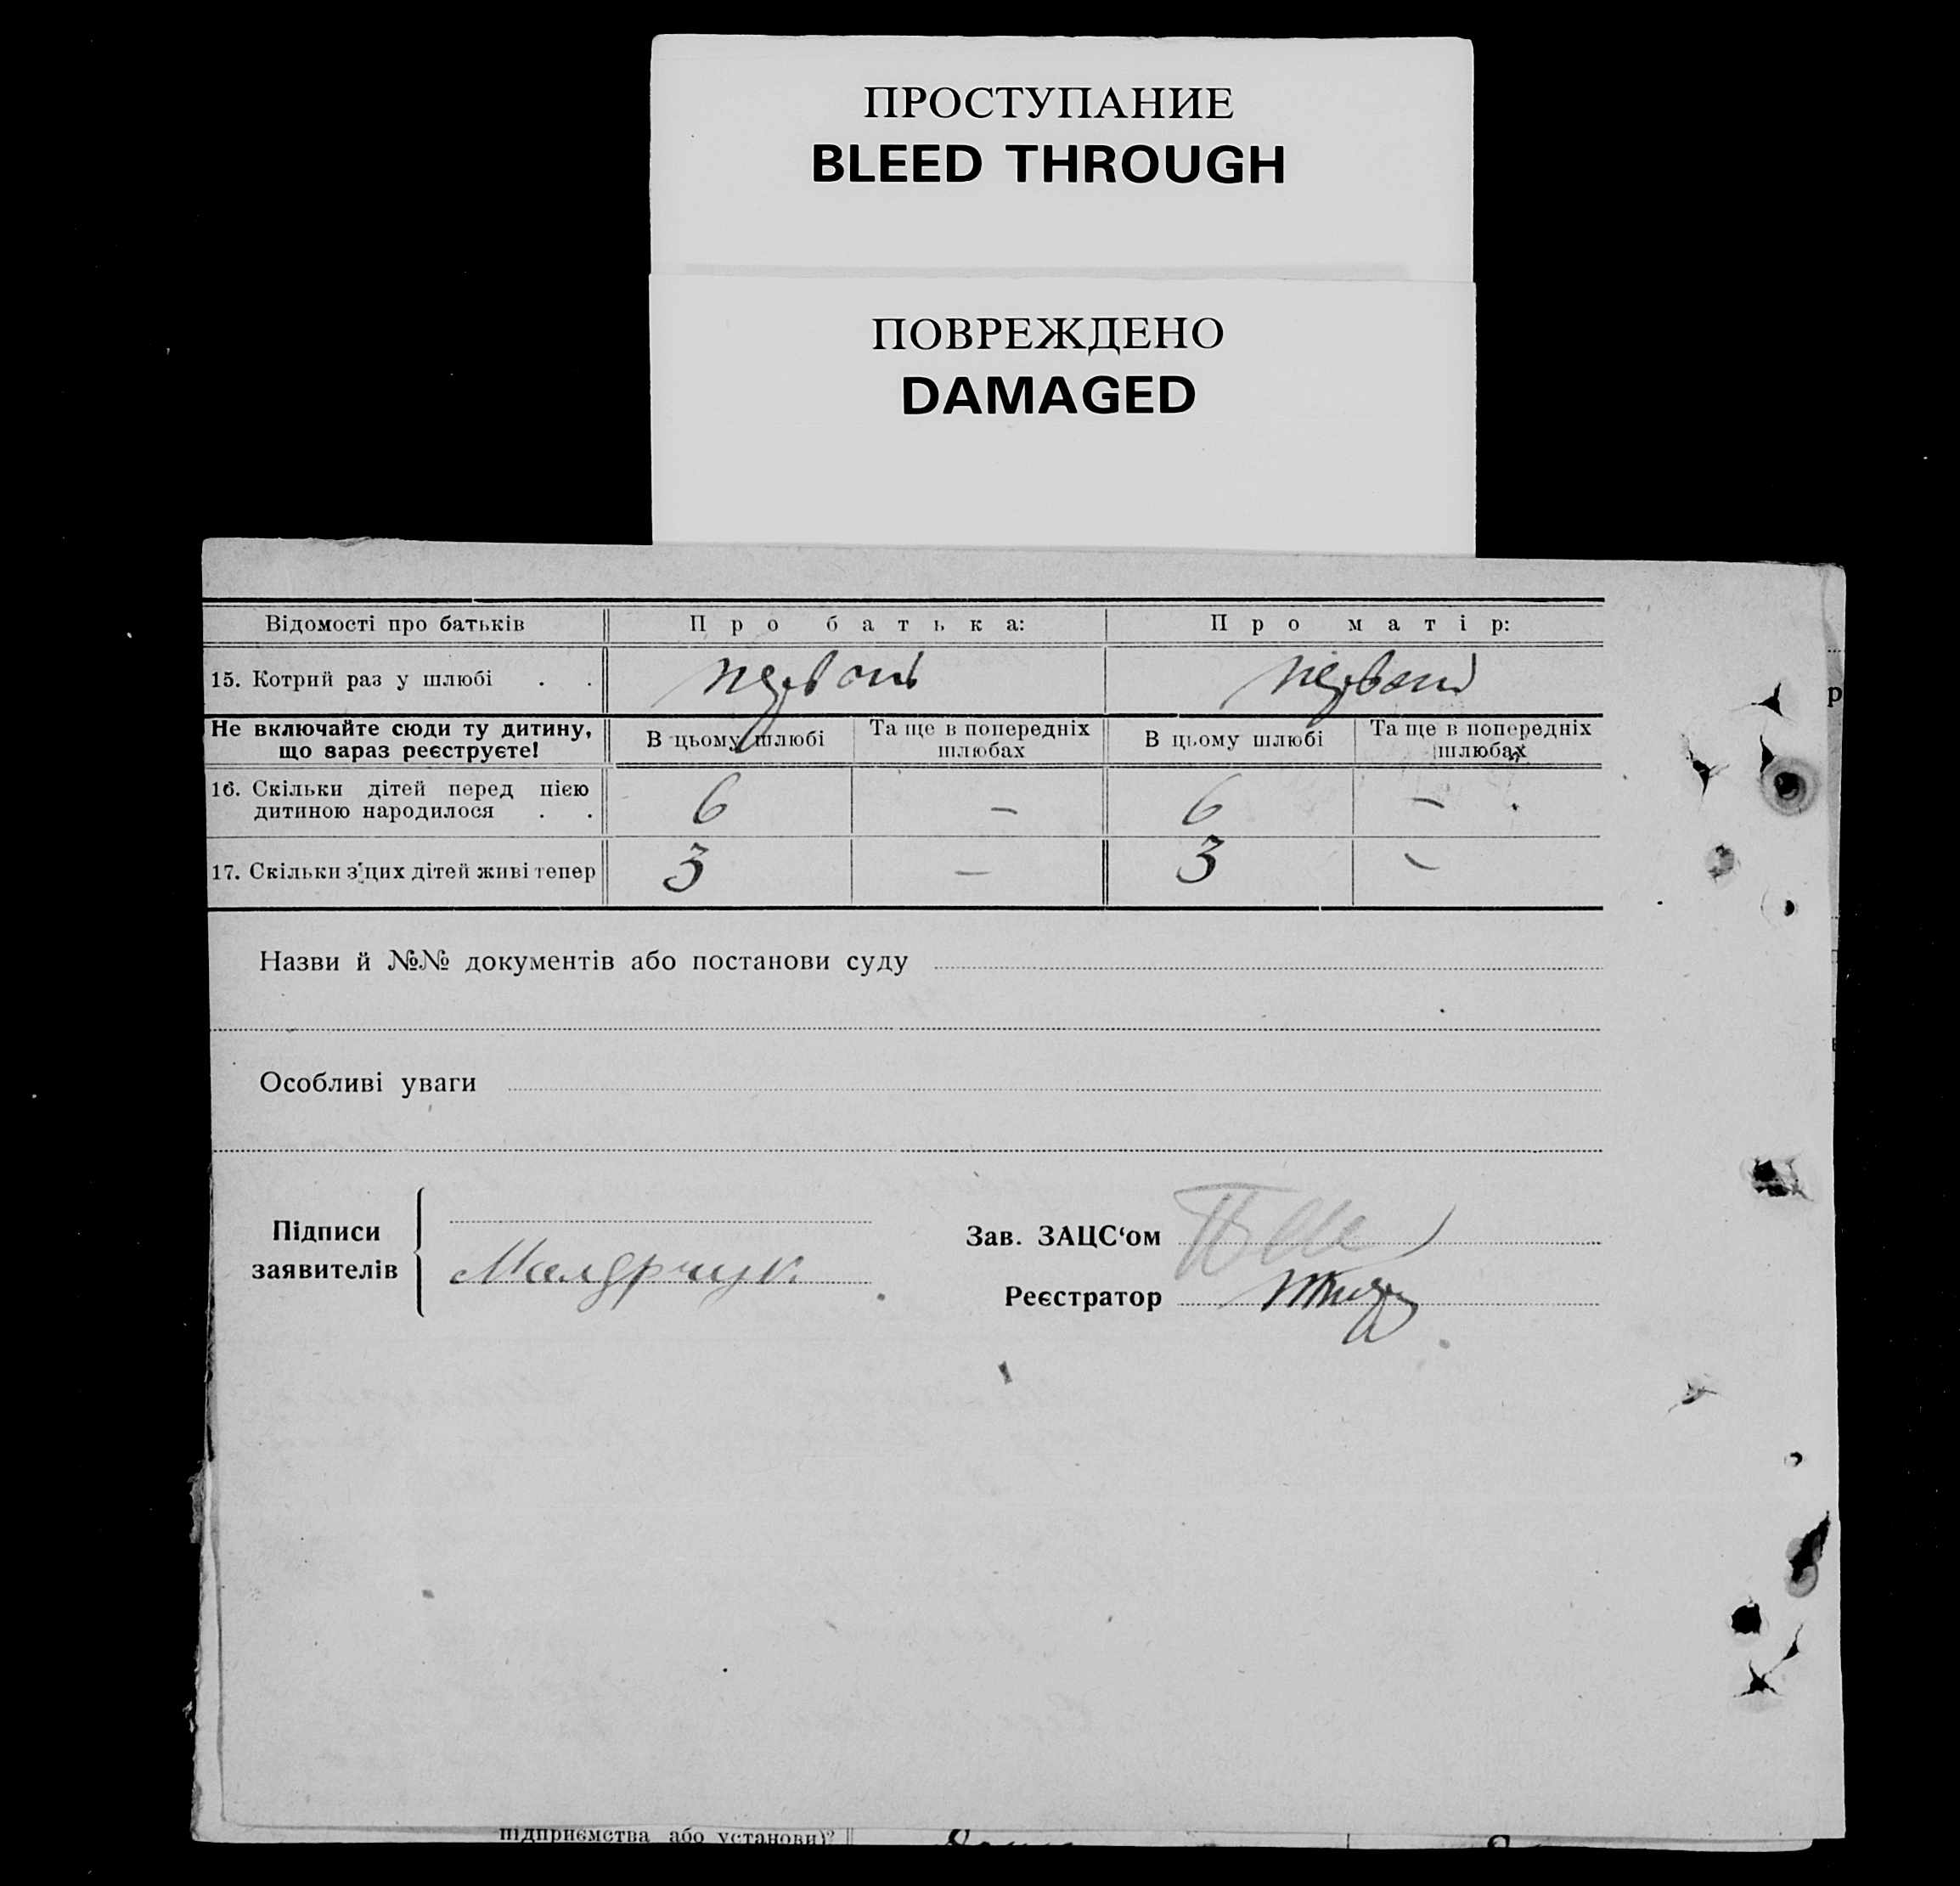 ПРОСТУПАНИЕ
BLEED THROUGH
ПОВРЕЖДЕНО
DAMAGED
Відомості про батьків Про батька: Про матір:
15. Котрий раз у шлюбі . .
Не включайте сюди ту дитину, що зараз реєструєте! В цьому шлюбі Та ще в попередніх шлюбах В цьому шлюбі Та ще в попередніх шлюбах
16. Скільки дітей перед цією дитиною народилося . . 6 — 6 —
17. Скільки з цих дітей живі тепер 3 — 3 —
Назви й №№ документів або постанови суду
Особливі уваги
Підписи заявителів
Зав. ЗАЦС‘ом
Реєстратор
підприємства або установи)?